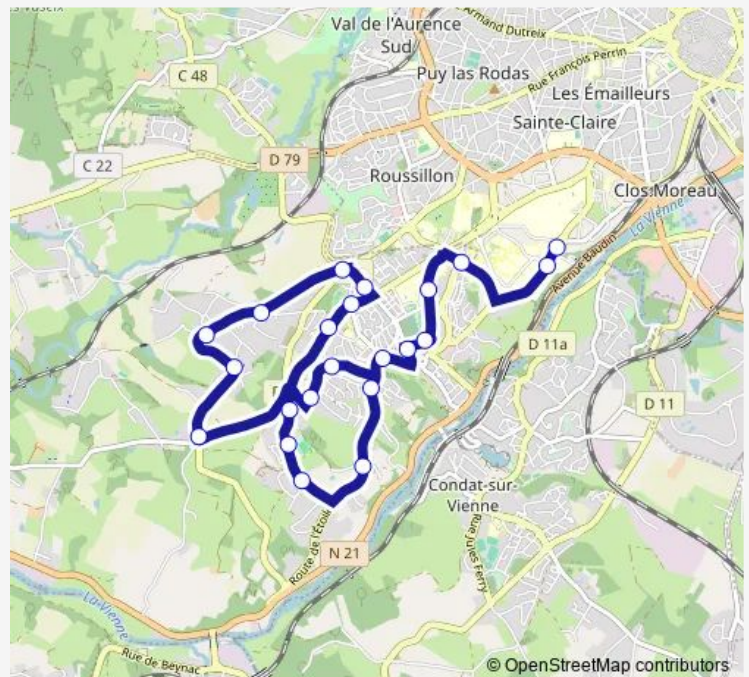 Val de l'Aurence
Sud
Armand Dutreix
Rue François Perrin
C 48
Puy las Rodas
Les Émailleurs
Sainte-Claire
D 79
C 22
Roussillon
Clos Moreau
La Vienne
Avenue Baudin
D 11a
D 11
Condat-sur-
Vienne
Rue Jules Ferry
Route de l'Étoile
N 21
La Vienne
Rue de Beynac
© OpenStreetMap contributors